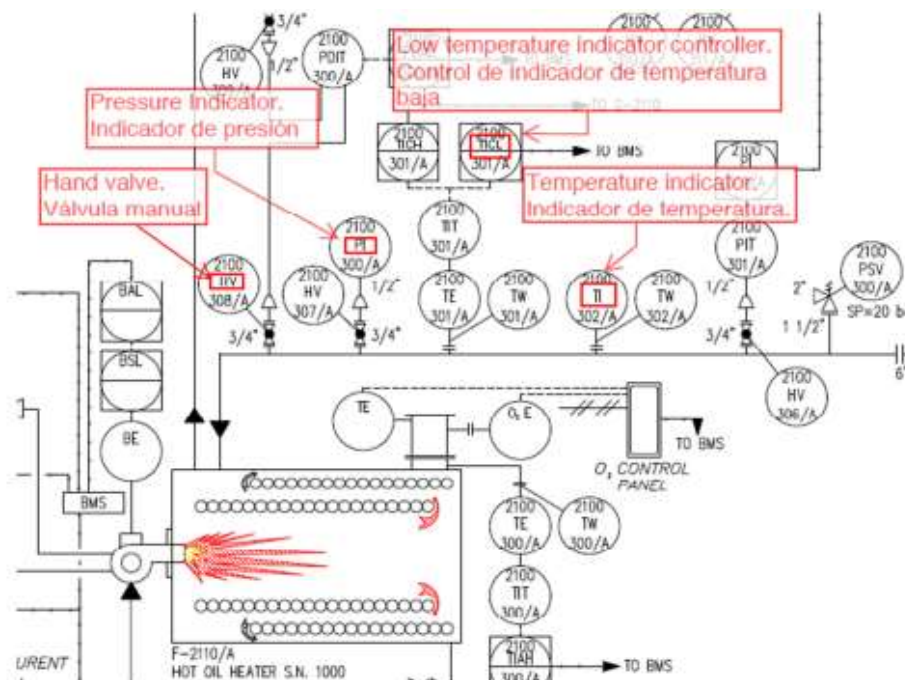 3/4"
2100
HV
1/2"
2100
PDIT
300/A
Low temperature indicator controller.
Control de indicador de temperatura
baja
Pressure Indicator.
Indicador de presión
2100
TICH
301/A
2100
TICL
301/A
TO BMS
2100
Hand valve.
Válvula manual
Temperature indicator.
Indicador de temperatura.
2100
TIT
301/A
2100
PIT
301/A
2100
PI
300/A
2100
308/A
2100
HV
307/A
1/2"
2100
TE
301/A
2100
TW
301/A
2100
TI
302/A
2100
TW
302/A
1/2"
2"
2100
PSV
300/A
SP=20
1 1/2"
3/4"
3/4"
3/4"
BAL
BSL
BE
BMS
TE
O₂ E
2100
HV
306/A
TO BMS
O₂ CONTROL
PANEL
2100
TE
300/A
2100
TW
300/A
2100
TIT
300/A
2100
TIAH
300/A
TO BMS
F-2110/A
HOT OIL HEATER S.N. 1000